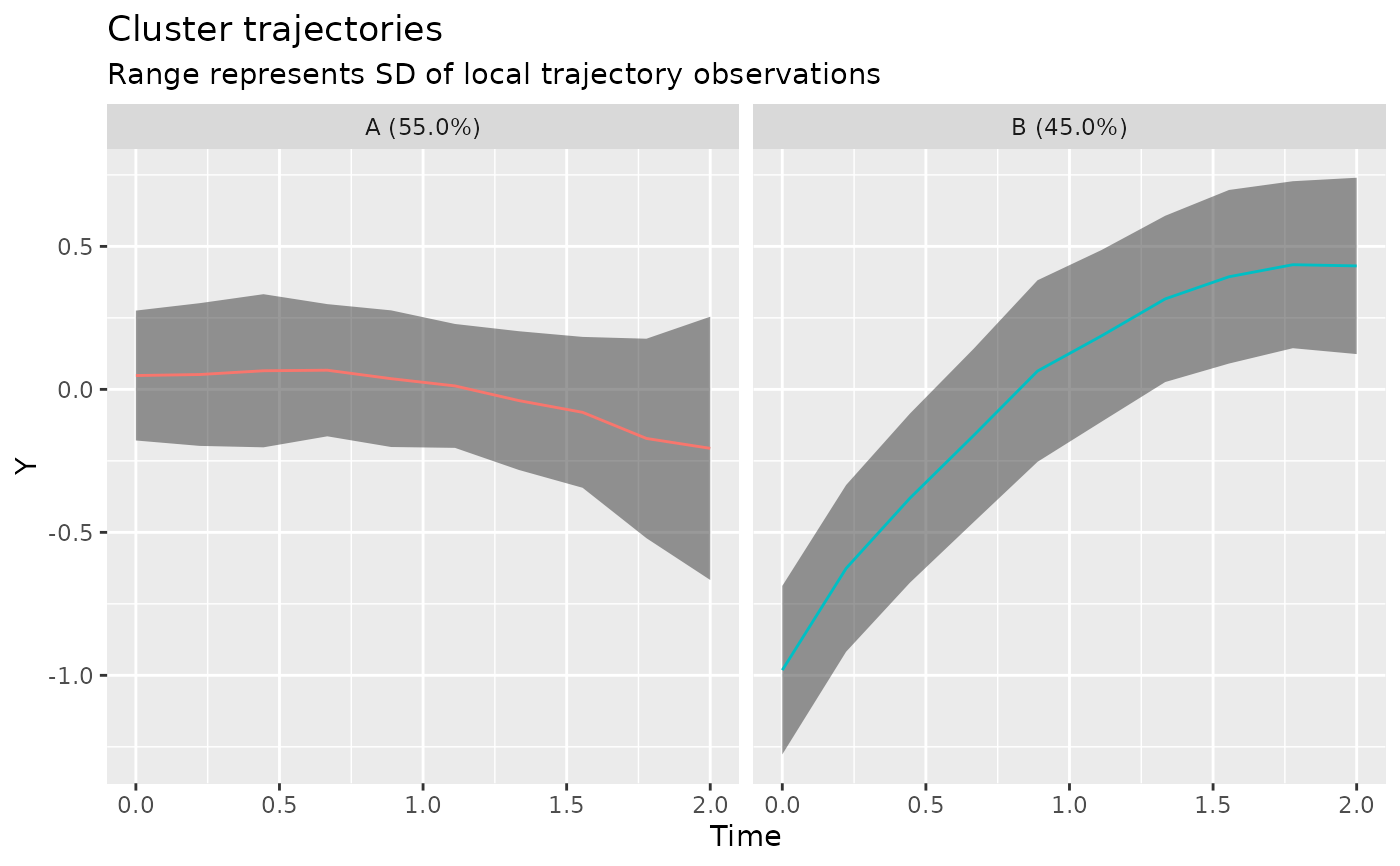 Cluster trajectories
Range represents SD of local trajectory observations
A (55.0%)
B (45.0%)
Y
0.5
0.0
-0.5
-1.0
0.0 0.5 1.0 1.5 2.0
0.0 0.5 1.0 1.5 2.0
Time